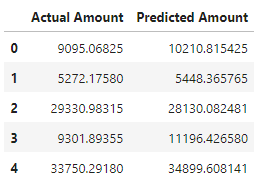 Actual Amount Predicted Amount
0 9095.06825 10210.815425
1 5272.17580 5448.365765
2 29330.98315 28130.082481
3 9301.89355 11196.426580
4 33750.29180 34899.608141